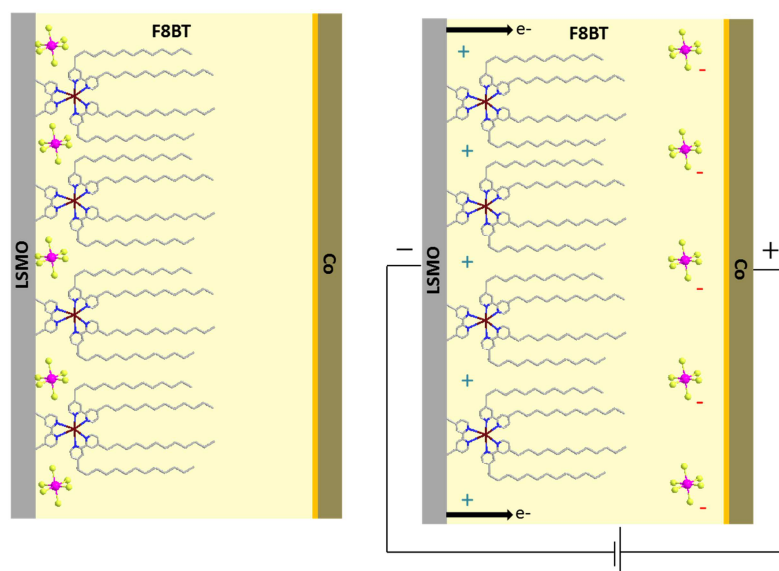 F8BT
LSMO
Co
e-
F8BT
+
-
+
-
−
LSMO
+
-
Co
+
+
-
+
e-
-